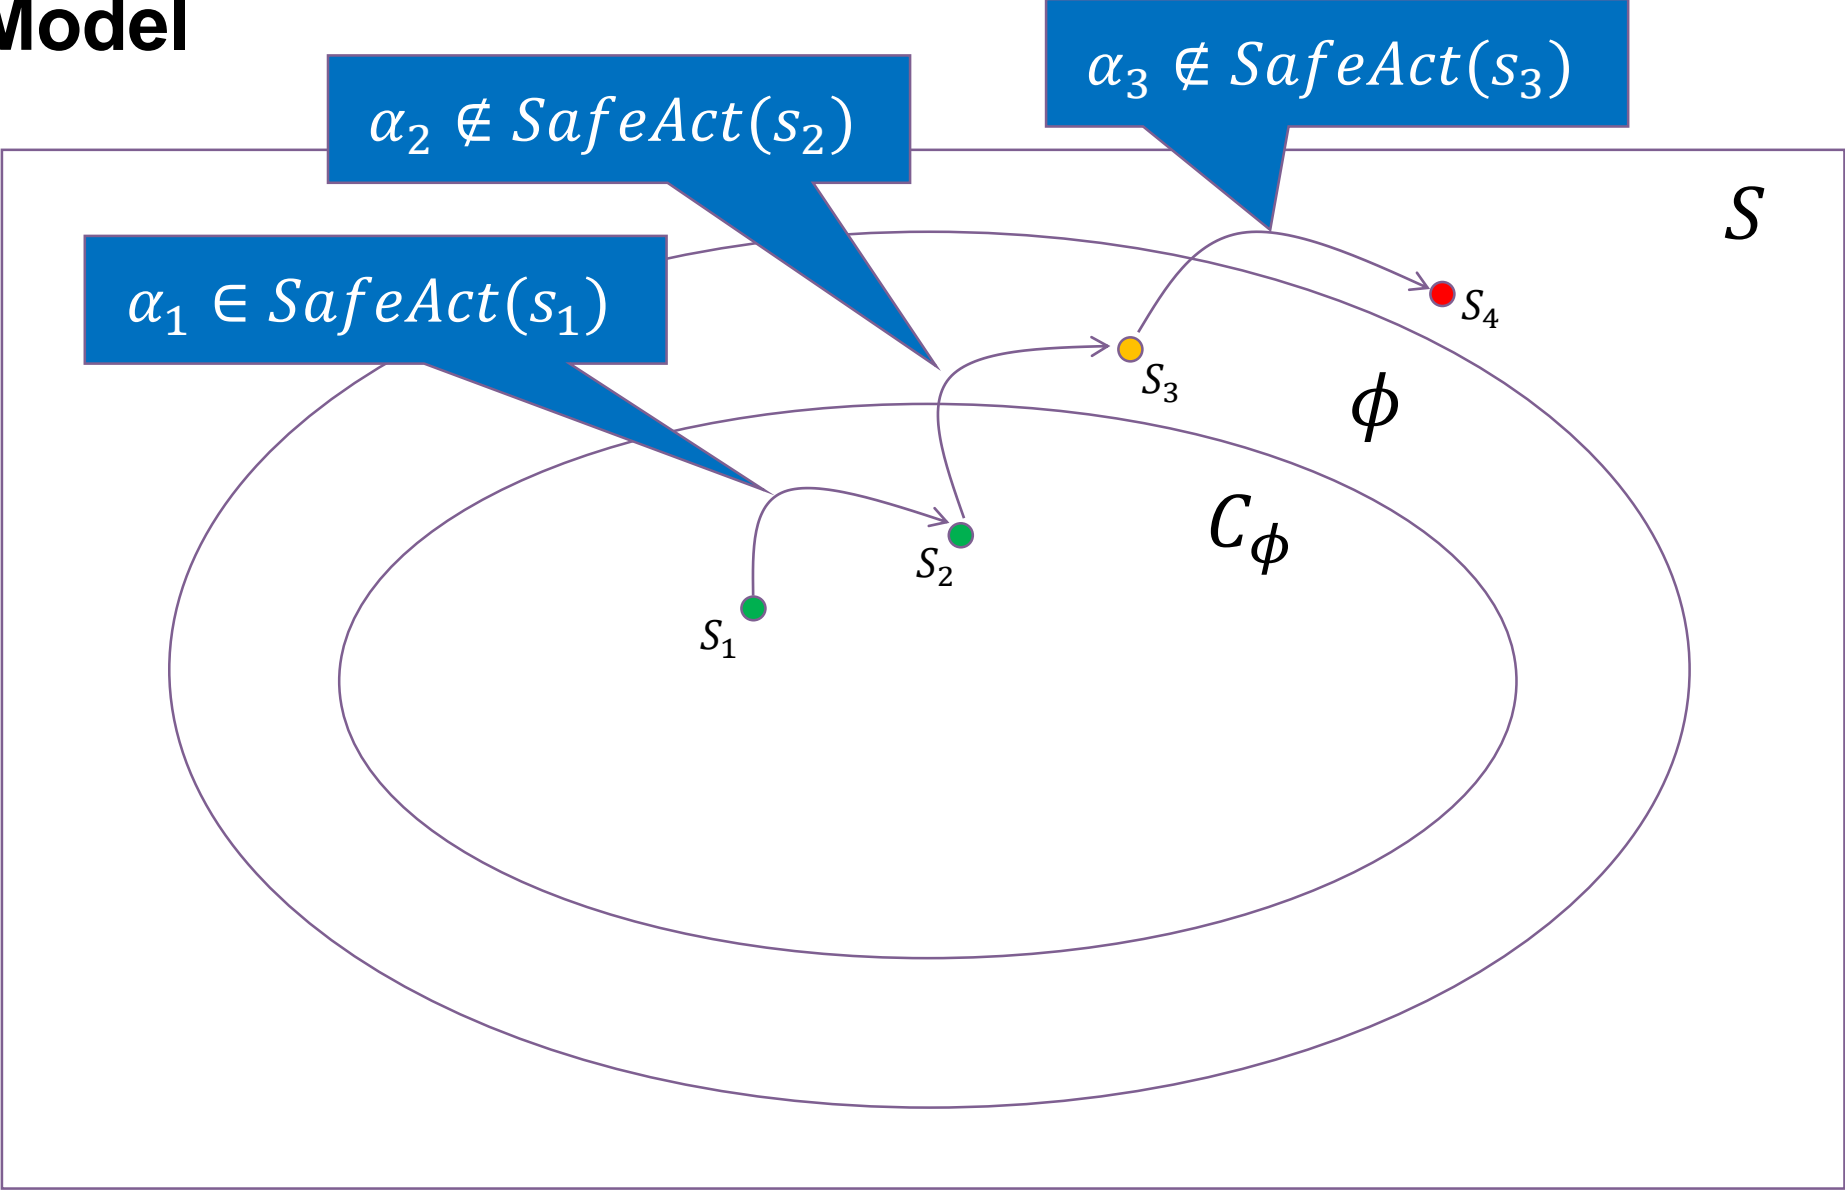 Model
α₃ ∉ SafeAct(s₃)
α₂ ∉ SafeAct(s₂)
S
α₁ ∈ SafeAct(s₁)
S₄
S₃
ϕ
C_ϕ
S₂
S₁